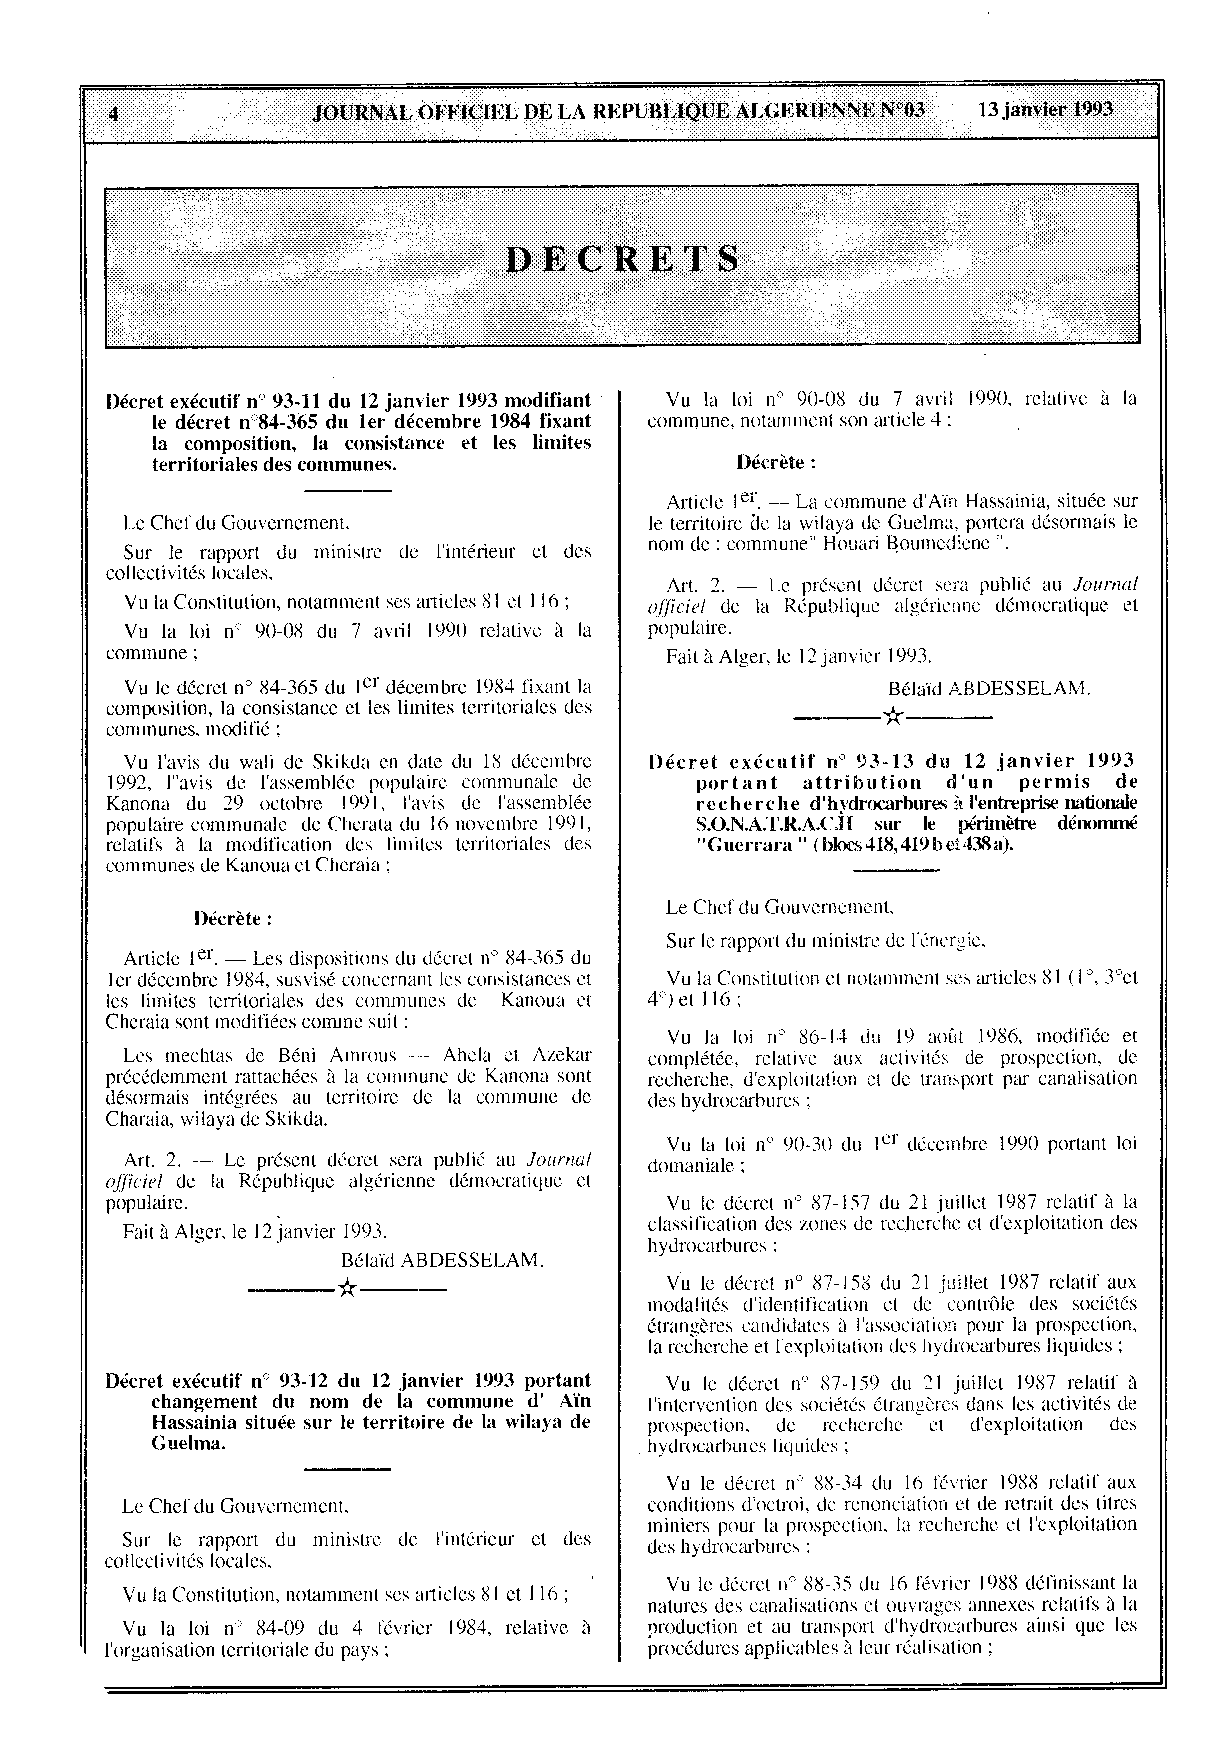 4 JOURNAL OFFICIEL DE LA REPUBLIQUE ALGERIENNE N°03 13 janvier 1993
DECRETS
Décret exécutif n° 93-11 du 12 janvier 1993 modifiant
le décret n°84-365 du 1er décembre 1984 fixant
la composition, la consistance et les limites
territoriales des communes.
Le Chef du Gouvernement,
Sur le rapport du ministre de l'intérieur et des
collectivités locales,
Vu la Constitution, notamment ses articles 81 et 116 ;
Vu la loi n° 90-08 du 7 avril 1990 relative à la
commune ;
Vu le décret n° 84-365 du 1er décembre 1984 fixant la
composition, la consistance et les limites territoriales des
communes, modifié ;
Vu l'avis du wali de Skikda en date du 18 décembre
1992, l"avis de l'assemblée populaire communale de
Kanona du 29 octobre 1991, l'avis de l'assemblée
populaire communale de Cherata du 16 novembre 1991,
relatifs à la modification des limites territoriales des
communes de Kanoua et Cheraia ;
Décrète :
Article 1er. — Les dispositions du décret n° 84-365 du
1er décembre 1984, susvisé concernant les consistances et
les limites territoriales des communes de Kanoua et
Cheraia sont modifiées comme suit :
Les mechtas de Béni Amrous --- Ahela et Azekar
précédemment rattachées à la commune de Kanona sont
désormais intégrées au territoire de la commune de
Charaia, wilaya de Skikda.
Art. 2. — Le présent décret sera publié au Journal
officiel de la République algérienne démocratique et
populaire.
Fait à Alger, le 12 janvier 1993.
Bélaïd ABDESSELAM.
————☆————
Décret exécutif n° 93-12 du 12 janvier 1993 portant
changement du nom de la commune d' Aïn
Hassainia située sur le territoire de la wilaya de
Guelma.
Le Chef du Gouvernement,
Sur le rapport du ministre de l'intérieur et des
collectivités locales,
Vu la Constitution, notamment ses articles 81 et 116 ;
Vu la loi n° 84-09 du 4 février 1984, relative à
l'organisation territoriale du pays ;
Vu la loi n° 90-08 du 7 avril 1990, relative à la
commune, notamment son article 4 ;
Décrète :
Article 1er. — La commune d'Aïn Hassainia, située sur
le territoire de la wilaya de Guelma, portera désormais le
nom de : commune" Houari Boumediene ".
Art. 2. — Le présent décret sera publié au Journal
officiel de la République algérienne démocratique et
populaire.
Fait à Alger, le 12 janvier 1993.
Bélaïd ABDESSELAM.
————☆————
Décret exécutif n° 93-13 du 12 janvier 1993
portant attribution d'un permis de
recherche d'hydrocarbures à l'entreprise nationale
S.O.N.A.T.R.A.C.H sur le périmètre dénommé
"Guerrara " ( blocs 418, 419 b et 438 a).
Le Chef du Gouvernement,
Sur le rapport du ministre de l'énergie,
Vu la Constitution et notamment ses articles 81 (1°, 3°et
4°) et 116 ;
Vu la loi n° 86-14 du 19 août 1986, modifiée et
complétée, relative aux activités de prospection, de
recherche, d'exploitation et de transport par canalisation
des hydrocarbures ;
Vu la loi n° 90-30 du 1er décembre 1990 portant loi
domaniale ;
Vu le décret n° 87-157 du 21 juillet 1987 relatif à la
classification des zones de recherche et d'exploitation des
hydrocarbures ;
Vu le décret n° 87-158 du 21 juillet 1987 relatif aux
modalités d'identification et de contrôle des sociétés
étrangères candidates à l'association pour la prospection,
la recherche et l'exploitation des hydrocarbures liquides ;
Vu le décret n° 87-159 du 21 juillet 1987 relatif à
l'intervention des sociétés étrangères dans les activités de
prospection, de recherche et d'exploitation des
hydrocarbures liquides ;
Vu le décret n° 88-34 du 16 février 1988 relatif aux
conditions d'octroi, de renonciation et de retrait des titres
miniers pour la prospection, la recherche et l'exploitation
des hydrocarbures ;
Vu le décret n° 88-35 du 16 février 1988 définissant la
natures des canalisations et ouvrages annexes relatifs à la
production et au transport d'hydrocarbures ainsi que les
procédures applicables à leur réalisation ;